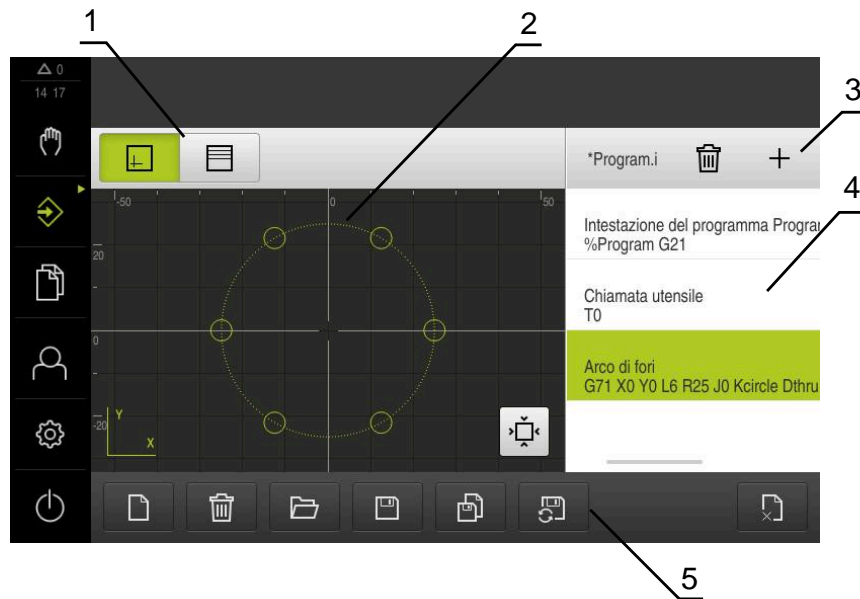 1
2
3
4
5
0
14 17
*Program.i
-50
0
50
20
0
-20
Y
X
Intestazione del programma
%Program G21
Chiamata utensile
T0
Arco di fori
G71 X0 Y0 L6 R25 J0 Kcircle Dthru